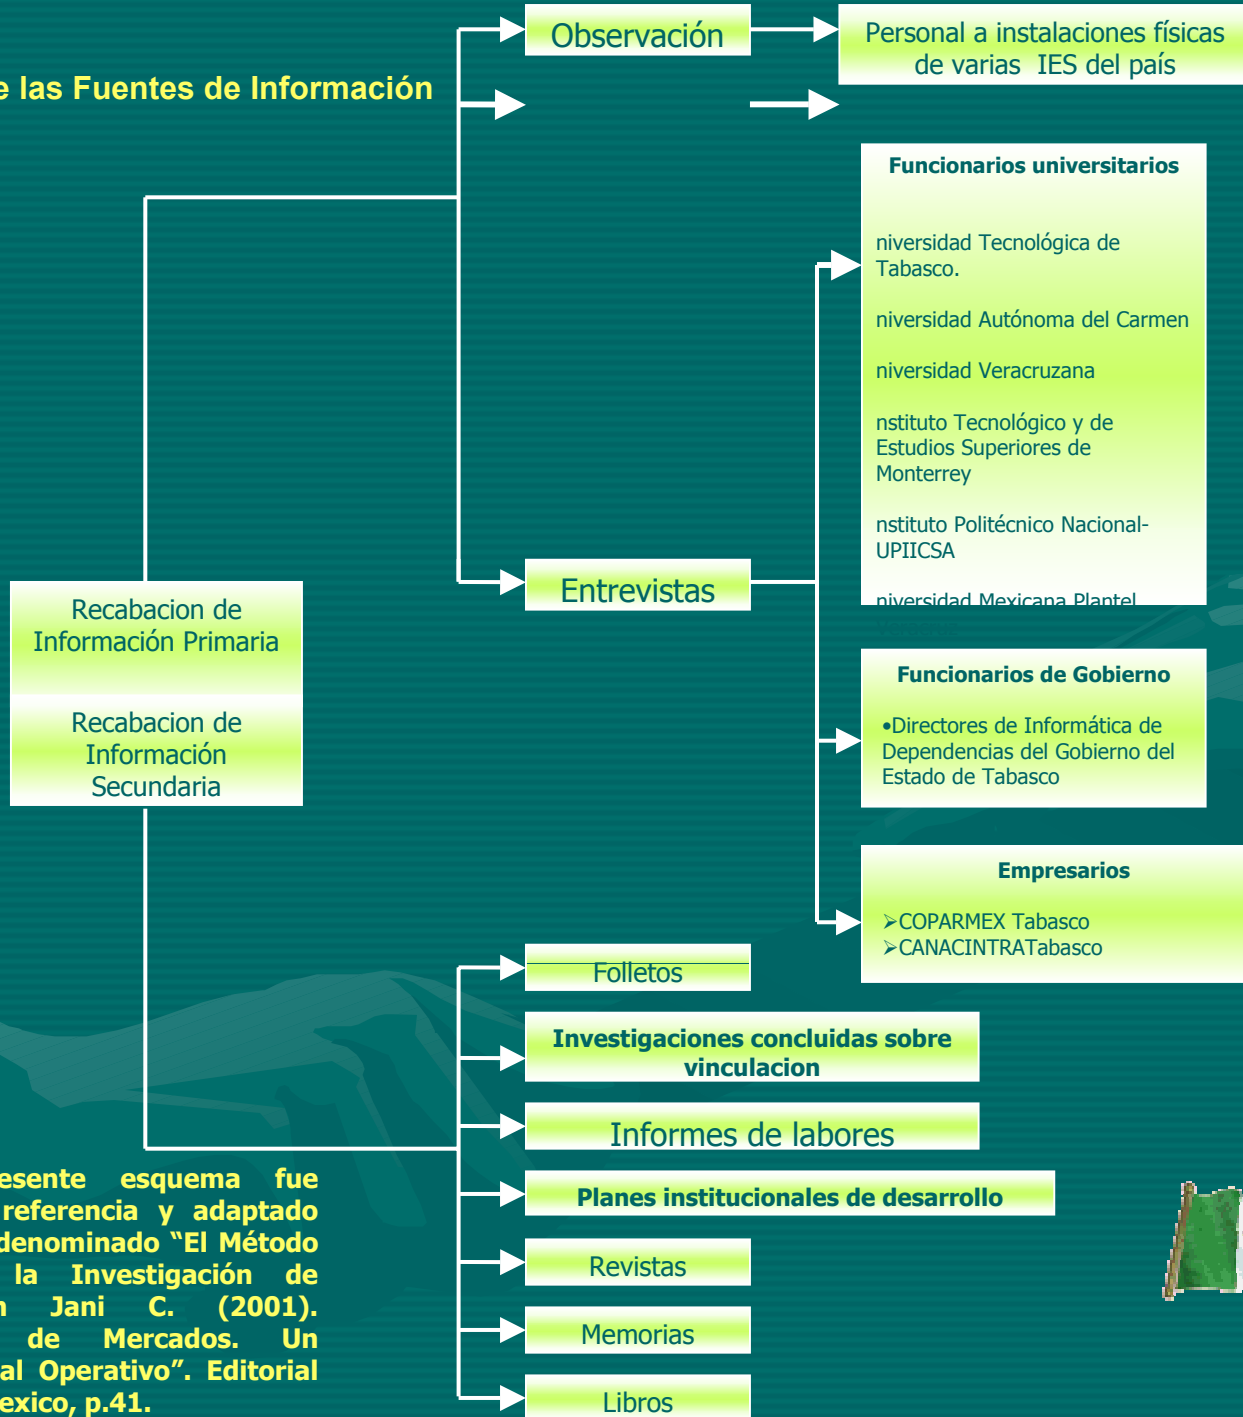 e las Fuentes de Información
Observación
Personal a instalaciones físicas
de varias IES del país
Funcionarios universitarios
niversidad Tecnológica de
Tabasco.
niversidad Autónoma del Carmen
niversidad Veracruzana
nstituto Tecnológico y de
Estudios Superiores de
Monterrey
nstituto Politécnico Nacional-
UPIICSA
niversidad Mexicana Plantel
Entrevistas
Recabacion de
Información Primaria
Recabacion de
Información
Secundaria
Funcionarios de Gobierno
•Directores de Informática de
Dependencias del Gobierno del
Estado de Tabasco
Empresarios
➢COPARMEX Tabasco
➢CANACINTRATabasco
Folletos
Investigaciones concluidas sobre
vinculacion
Informes de labores
Planes institucionales de desarrollo
Revistas
Memorias
Libros
esente esquema fue
referencia y adaptado
denominado “El Método
la Investigación de
n Jani C. (2001).
de Mercados. Un
al Operativo”. Editorial
exico, p.41.